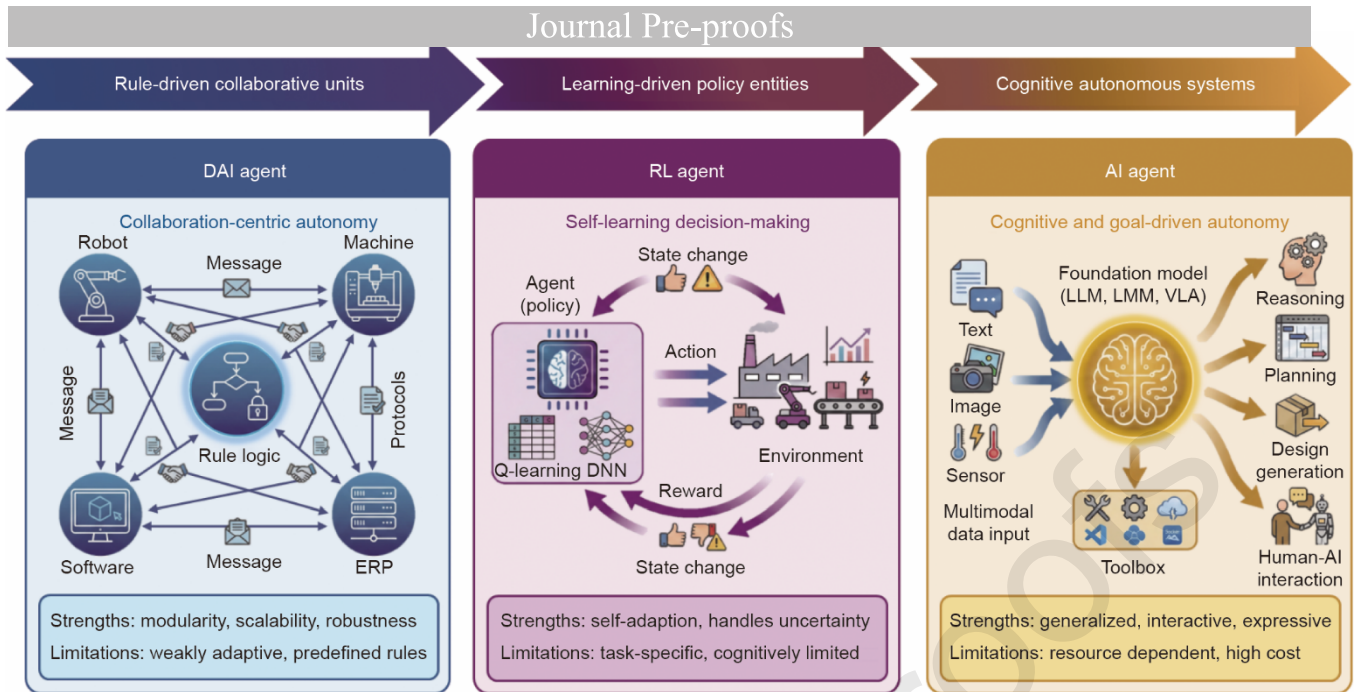 Journal Pre-proofs
Rule-driven collaborative units
Learning-driven policy entities
Cognitive autonomous systems
DAI agent
Collaboration-centric autonomy
Robot
Machine
Message
Message
Protocols
Rule logic
Software
Message
ERP
Strengths: modularity, scalability, robustness
Limitations: weakly adaptive, predefined rules
RL agent
Self-learning decision-making
State change
Agent
(policy)
Action
Q-learning DNN
Environment
Reward
State change
Strengths: self-adaption, handles uncertainty
Limitations: task-specific, cognitively limited
AI agent
Cognitive and goal-driven autonomy
Foundation model
(LLM, LMM, VLA)
Text
Image
Sensor
Multimodal
data input
Toolbox
Reasoning
Planning
Design
generation
Human-AI
interaction
Strengths: generalized, interactive, expressive
Limitations: resource dependent, high cost
roofs